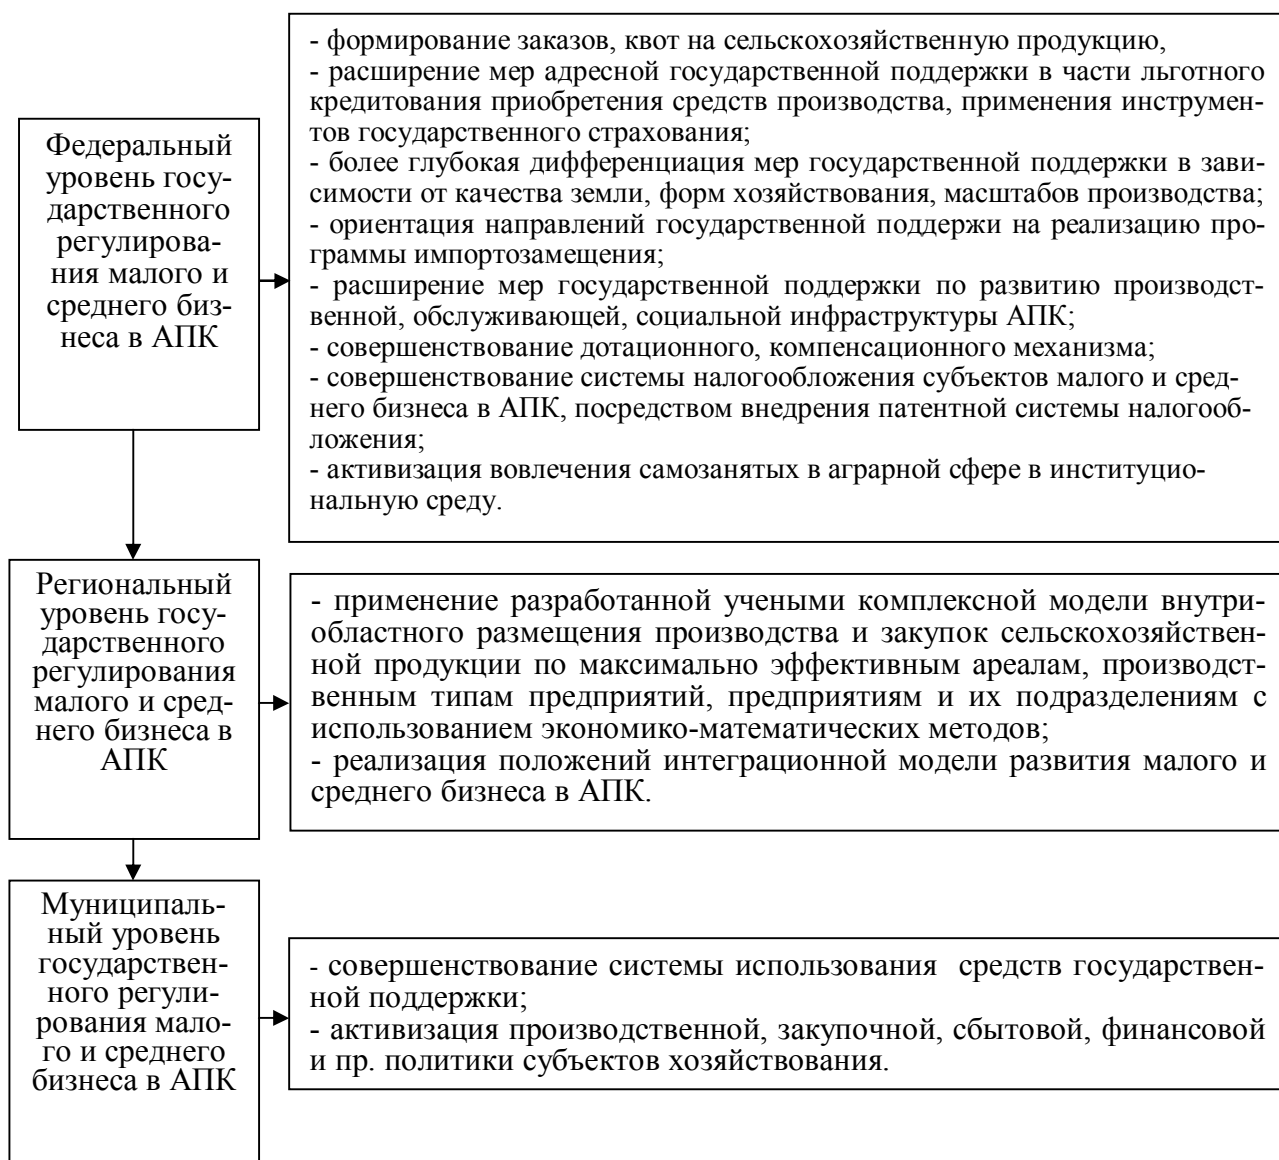 Федеральный
уровень госу-
дарственного
регулирова-
ния малого и
среднего биз-
неса в АПК
- формирование заказов, квот на сельскохозяйственную продукцию,
- расширение мер адресной государственной поддержки в части льготного
кредитования приобретения средств производства, применения инструмен-
тов государственного страхования;
- более глубокая дифференциация мер государственной поддержки в зави-
симости от качества земли, форм хозяйствования, масштабов производства;
- ориентация направлений государственной поддержи на реализацию про-
граммы импортозамещения;
- расширение мер государственной поддержки по развитию производст-
венной, обслуживающей, социальной инфраструктуры АПК;
- совершенствование дотационного, компенсационного механизма;
- совершенствование системы налогообложения субъектов малого и сред-
него бизнеса в АПК, посредством внедрения патентной системы налогооб-
ложения;
- активизация вовлечения самозанятых в аграрной сфере в институцио-
нальную среду.
Региональный
уровень госу-
дарственного
регулирования
малого и сред-
него бизнеса в
АПК
- применение разработанной учеными комплексной модели внутри-
областного размещения производства и закупок сельскохозяйствен-
ной продукции по максимально эффективным ареалам, производст-
венным типам предприятий, предприятиям и их подразделениям с
использованием экономико-математических методов;
- реализация положений интеграционной модели развития малого и
среднего бизнеса в АПК.
Муниципаль-
ный уровень
государствен-
ного регули-
рования мало-
го и среднего
бизнеса в АПК
- совершенствование системы использования средств государствен-
ной поддержки;
- активизация производственной, закупочной, сбытовой, финансовой
и пр. политики субъектов хозяйствования.